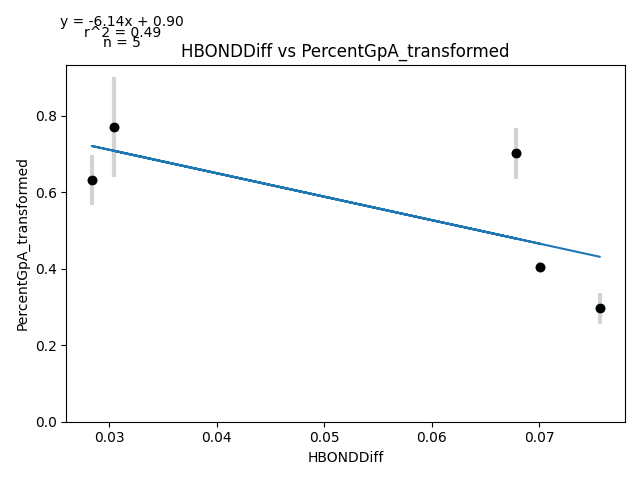 y = -6.14x + 0.90
r^2 = 0.49
n = 5
HBONDDiff vs PercentGpA_transformed
PercentGpA_transformed
0.8
0.6
0.4
0.2
0.0
0.03
0.04
0.05
0.06
0.07
HBONDDiff